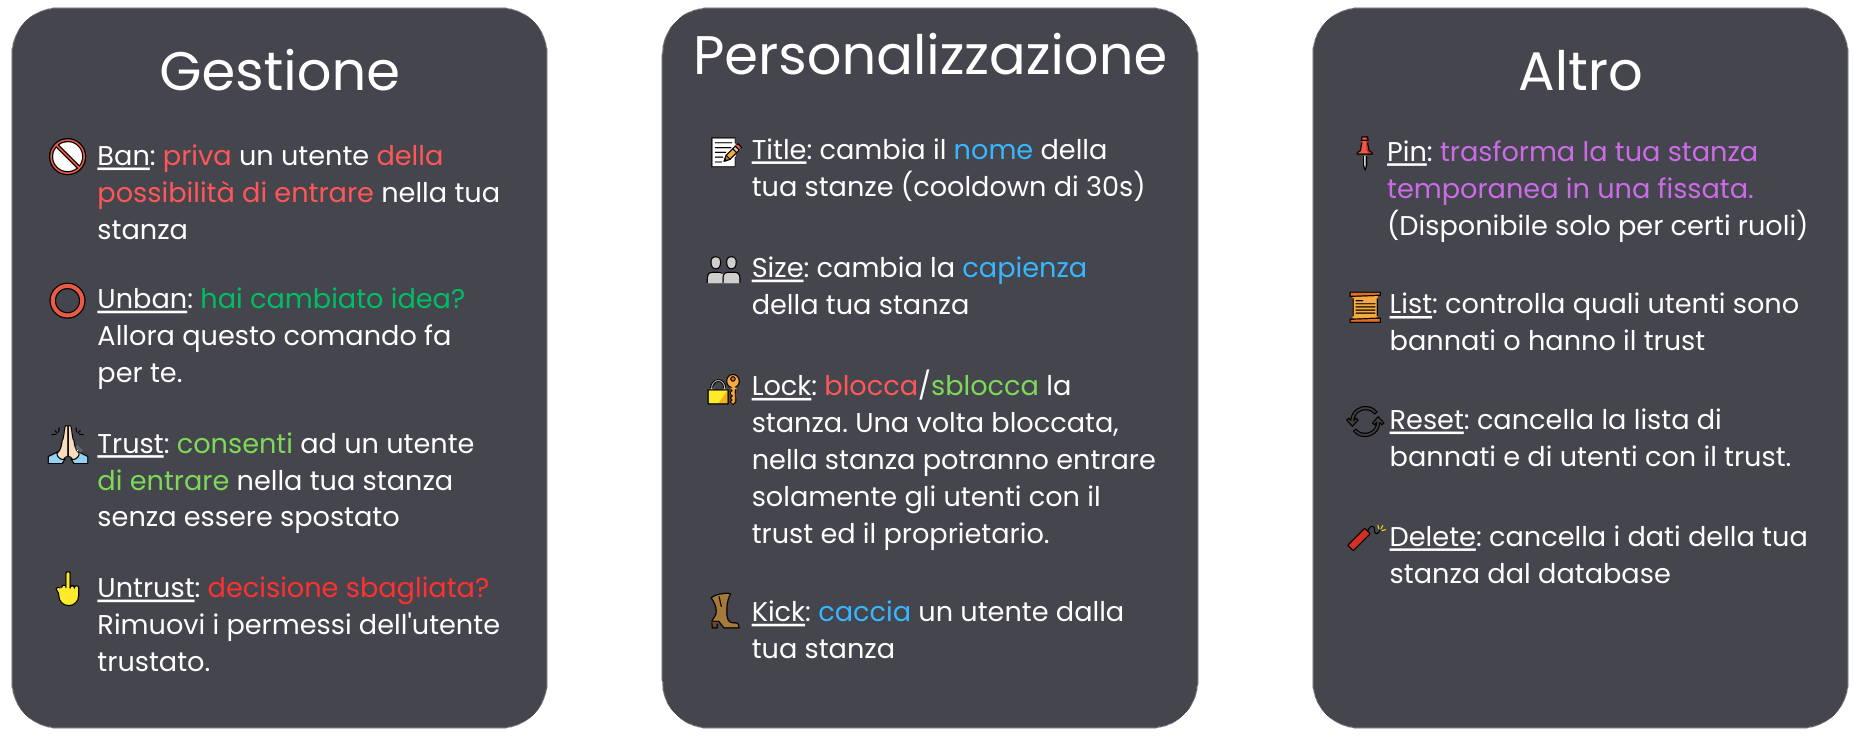 Gestione
Ban: priva un utente della
possibilità di entrare nella tua
stanza
Unban: hai cambiato idea?
Allora questo comando fa
per te.
Trust: consenti ad un utente
di entrare nella tua stanza
senza essere spostato
Untrust: decisione sbagliata?
Rimuovi i permessi dell'utente
trustato.
Personalizzazione
Title: cambia il nome della
tua stanze (cooldown di 30s)
Size: cambia la capienza
della tua stanza
Lock: blocca/sblocca la
stanza. Una volta bloccata,
nella stanza potranno entrare
solamente gli utenti con il
trust ed il proprietario.
Kick: caccia un utente dalla
tua stanza
Altro
Pin: trasforma la tua stanza
temporanea in una fissata.
(Disponibile solo per certi ruoli)
List: controlla quali utenti sono
bannati o hanno il trust
Reset: cancella la lista di
bannati e di utenti con il trust.
Delete: cancella i dati della tua
stanza dal database